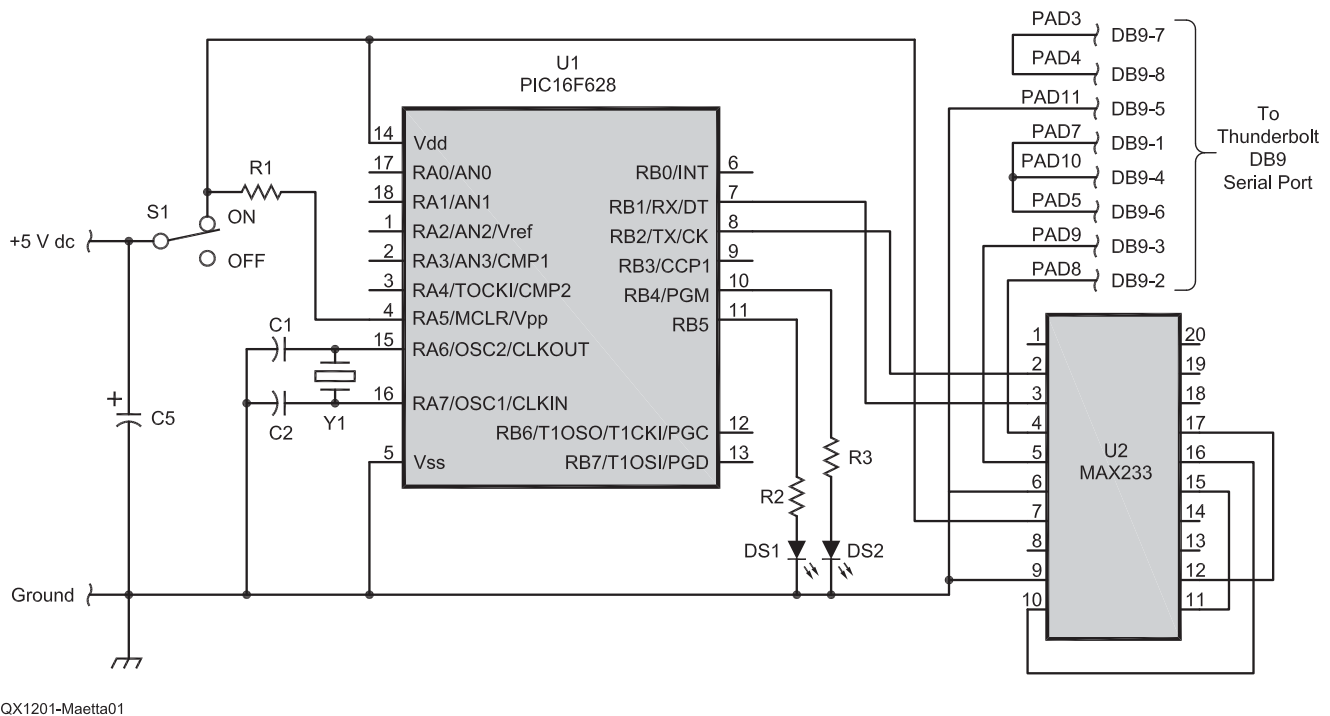 PAD3
DB9-7
PAD4
DB9-8
PAD11
DB9-5
PAD7
DB9-1
PAD10
DB9-4
PAD5
DB9-6
PAD9
DB9-3
PAD8
DB9-2
To
Thunderbolt
DB9
Serial Port
U1
PIC16F628
14
Vdd
17
RA0/AN0
18
RA1/AN1
1
RA2/AN2/Vref
2
RA3/AN3/CMP1
3
RA4/TOCKI/CMP2
4
RA5/MCLR/Vpp
15
RA6/OSC2/CLKOUT
16
RA7/OSC1/CLKIN
5
Vss
RB0/INT
6
RB1/RX/DT
7
RB2/TX/CK
8
RB3/CCP1
9
RB4/PGM
10
RB5
11
RB6/T1OSO/T1CKI/PGC
12
RB7/T1OSI/PGD
13
R1
S1
ON
OFF
+5 V dc
C1
C2
Y1
+
C5
Ground
R2
R3
DS1
DS2
U2
MAX233
1
2
3
4
5
6
7
8
9
10
20
19
18
17
16
15
14
13
12
11
QX1201-Maetta01